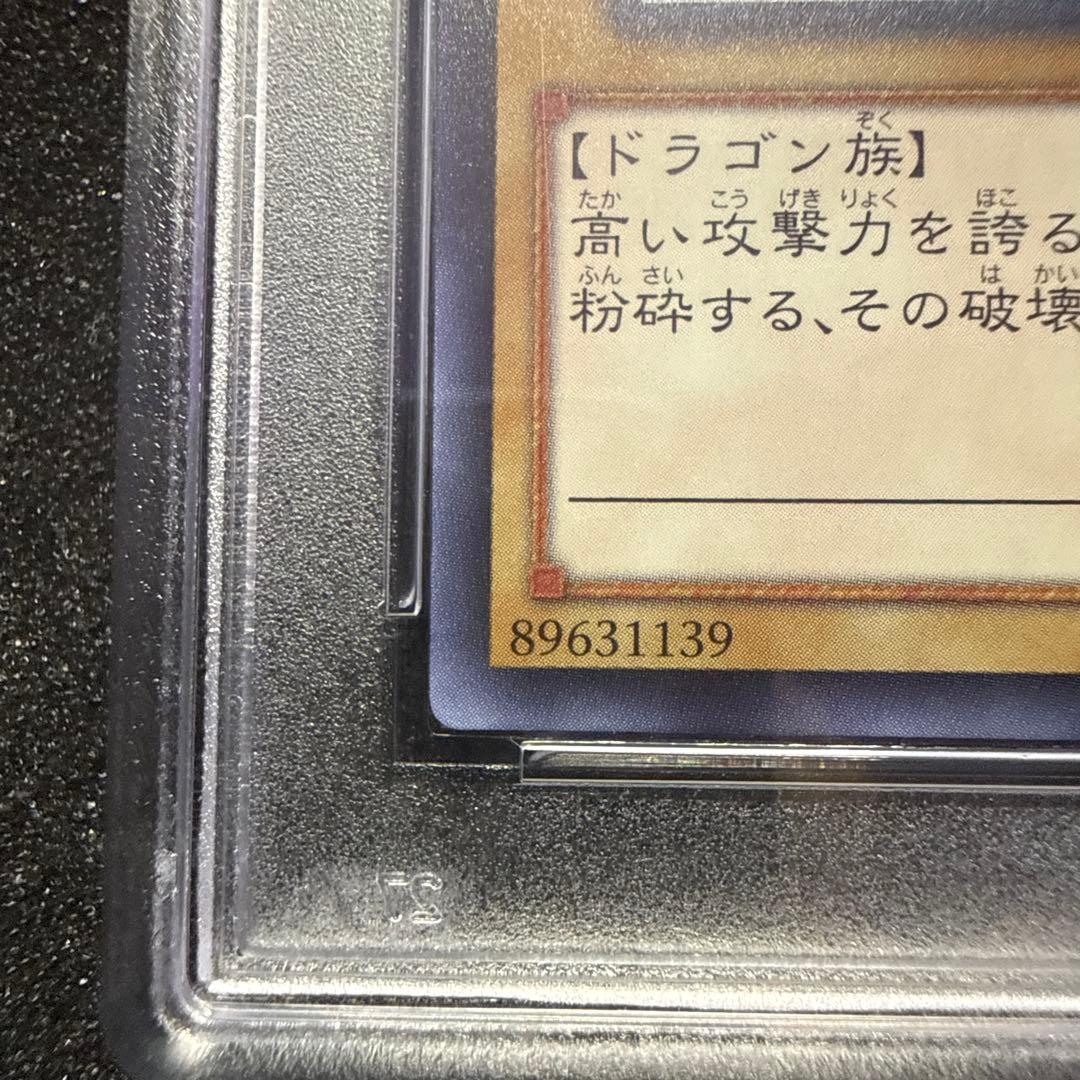 【ドラゴン族】
高い攻撃力を誇る
粉砕する、その破壊
89631139